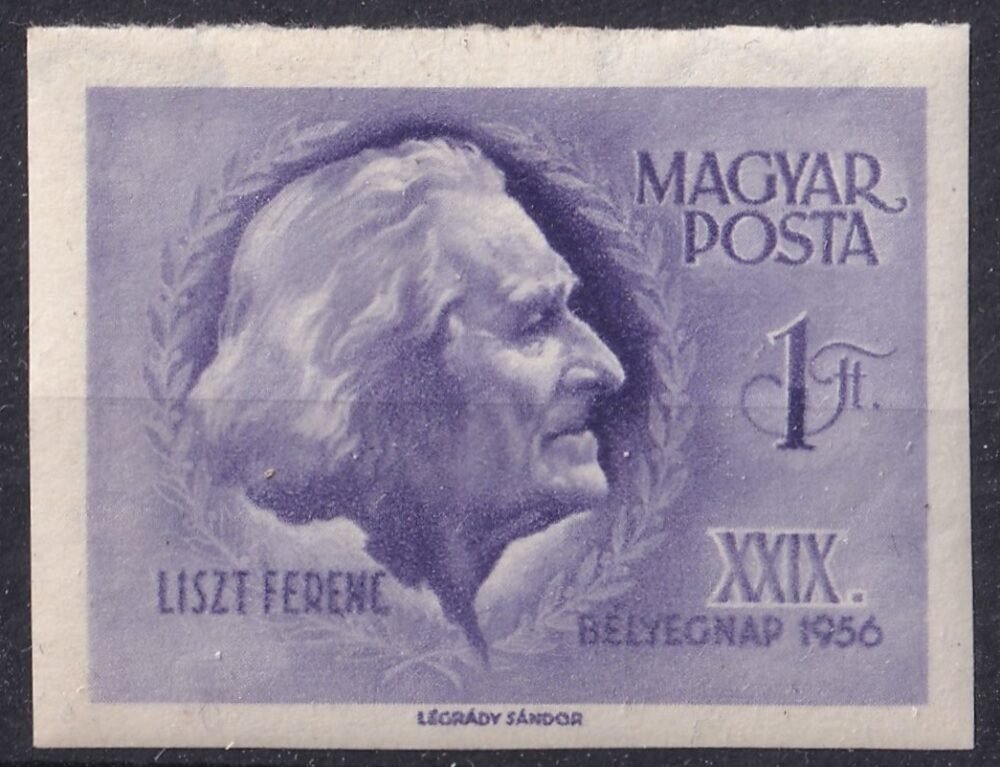 MAGYAR
POSTA
1 Ft.
XXIX.
BÉLYEGNAP 1956
LISZT FERENC
LÉGRÁDY SÁNDOR